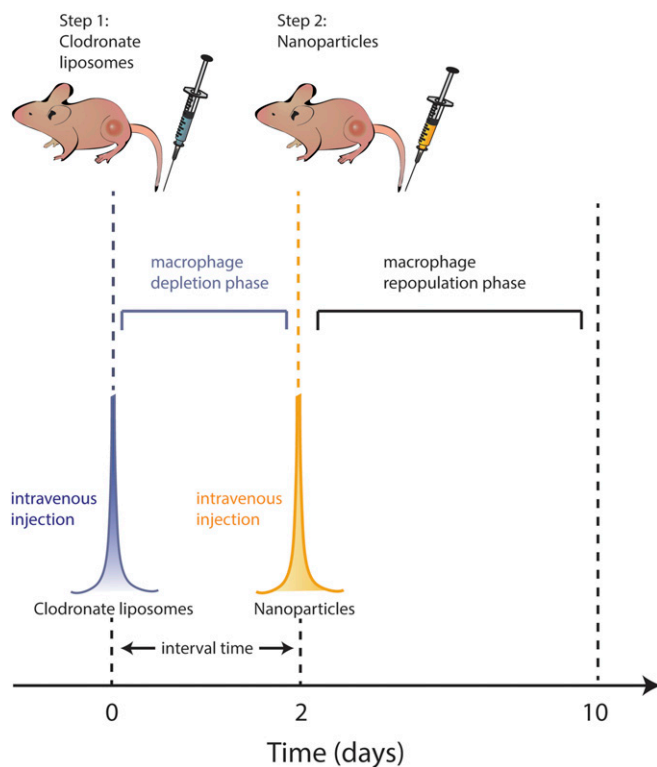 Step 1:
Clodronate
liposomes
Step 2:
Nanoparticles
macrophage
depletion phase
macrophage
repopulation phase
intravenous
injection
intravenous
injection
Clodronate liposomes
Nanoparticles
interval time
0
2
10
Time (days)